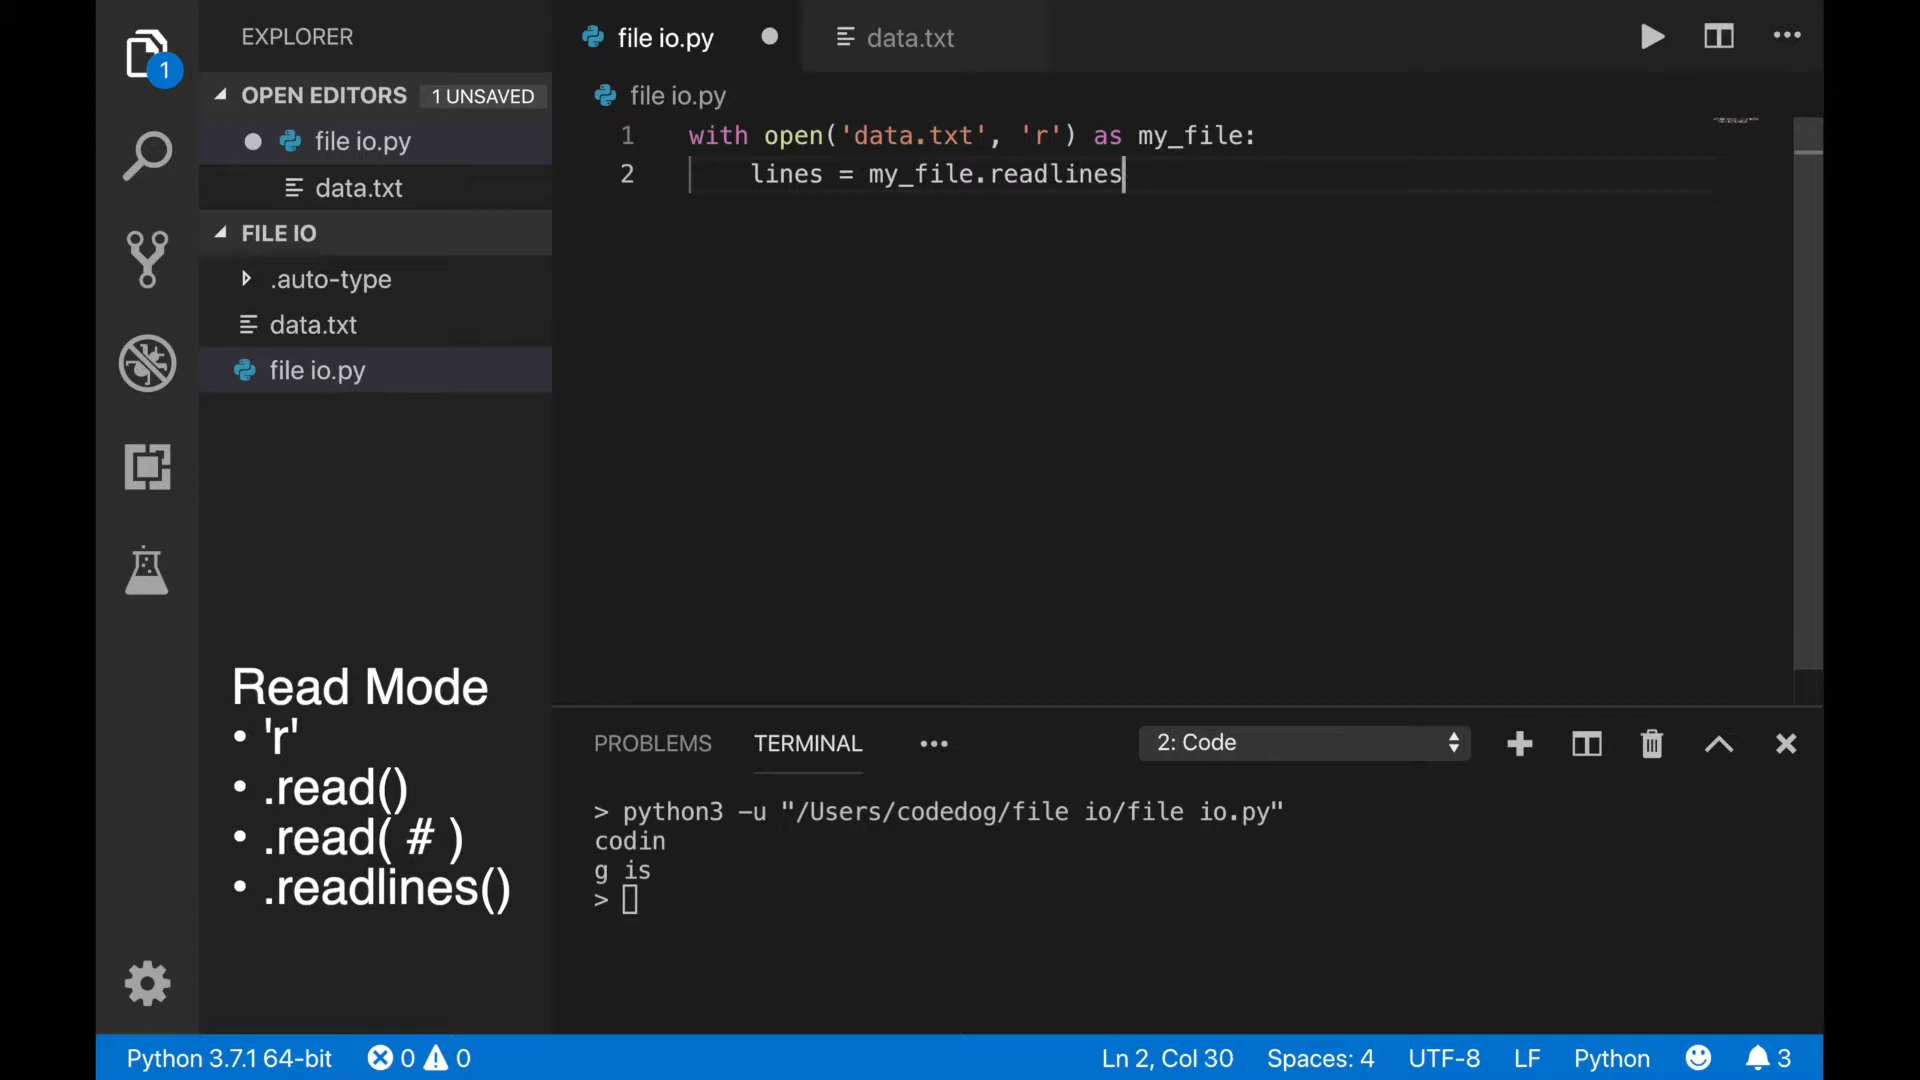 EXPLORER
OPEN EDITORS 1 UNSAVED
file io.py
data.txt
FILE IO
.auto-type
data.txt
file io.py
Read Mode
• 'r'
• .read()
• .read( # )
• .readlines()
file io.py
data.txt
file io.py
1 with open('data.txt', 'r') as my_file:
2 lines = my_file.readlines
PROBLEMS TERMINAL ••• 2: Code
> python3 -u "/Users/codedog/file io/file io.py"
codin
g is
>
1
Python 3.7.1 64-bit 0 0 Ln 2, Col 30 Spaces: 4 UTF-8 LF Python 3